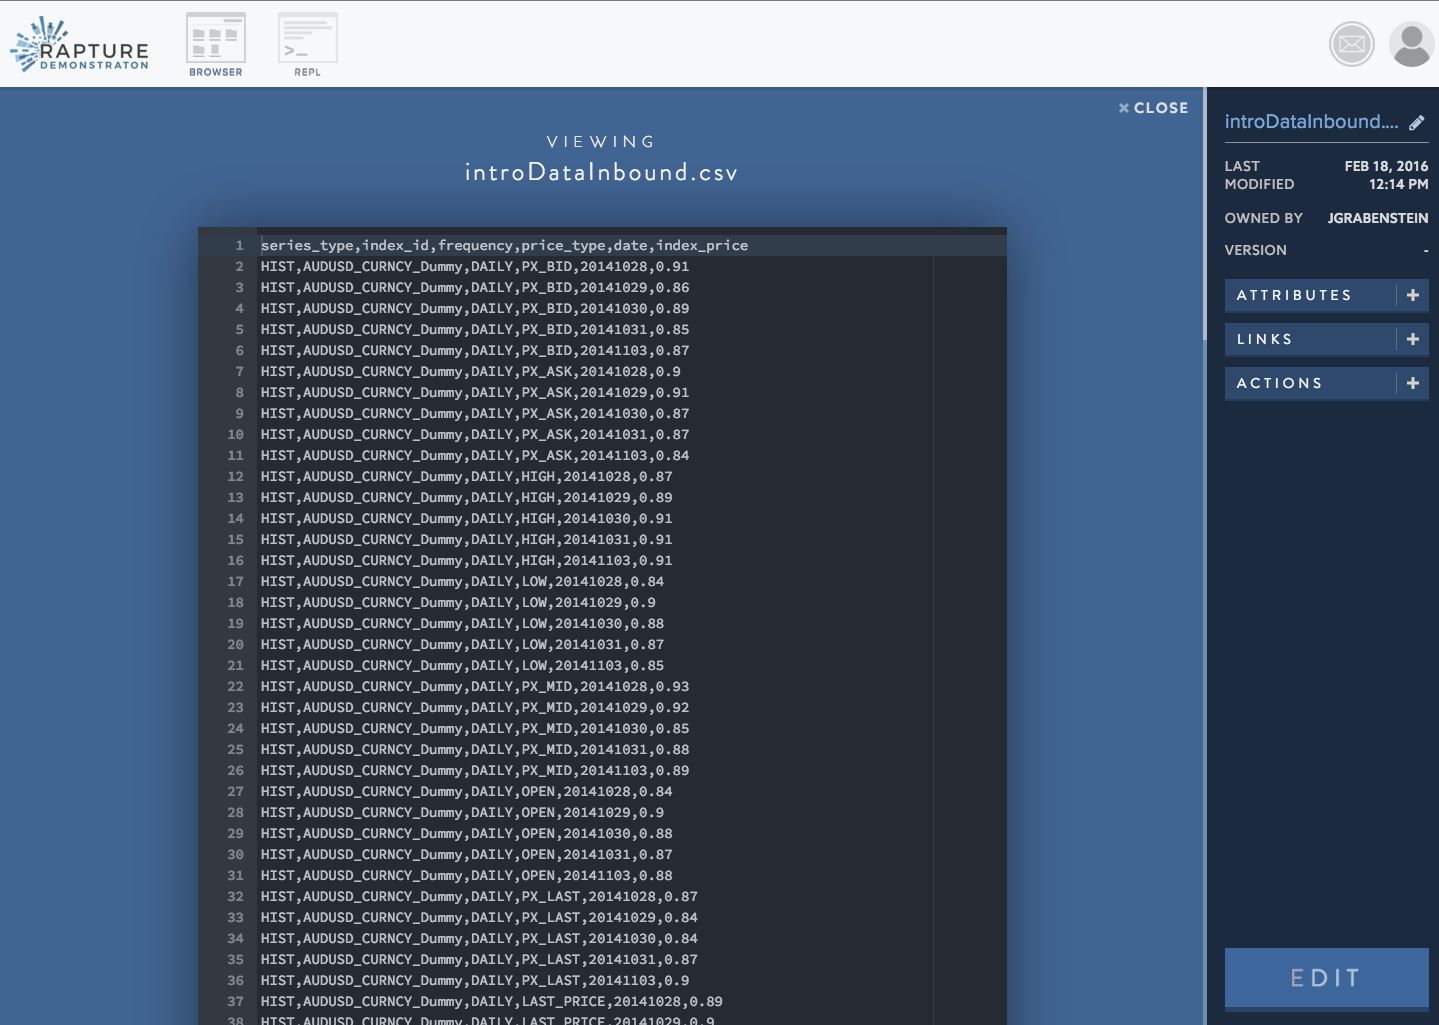 RAPTURE
DEMONSTRATON
BROWSER
>_
REPL
× CLOSE
VIEWING
introDataInbound.csv
1 series_type,index_id,frequency,price_type,date,index_price
2 HIST,AUDUSD_CURNCY_Dummy,DAILY,PX_BID,20141028,0.91
3 HIST,AUDUSD_CURNCY_Dummy,DAILY,PX_BID,20141029,0.86
4 HIST,AUDUSD_CURNCY_Dummy,DAILY,PX_BID,20141030,0.89
5 HIST,AUDUSD_CURNCY_Dummy,DAILY,PX_BID,20141031,0.85
6 HIST,AUDUSD_CURNCY_Dummy,DAILY,PX_BID,20141103,0.87
7 HIST,AUDUSD_CURNCY_Dummy,DAILY,PX_ASK,20141028,0.9
8 HIST,AUDUSD_CURNCY_Dummy,DAILY,PX_ASK,20141029,0.91
9 HIST,AUDUSD_CURNCY_Dummy,DAILY,PX_ASK,20141030,0.87
10 HIST,AUDUSD_CURNCY_Dummy,DAILY,PX_ASK,20141031,0.87
11 HIST,AUDUSD_CURNCY_Dummy,DAILY,PX_ASK,20141103,0.84
12 HIST,AUDUSD_CURNCY_Dummy,DAILY,HIGH,20141028,0.87
13 HIST,AUDUSD_CURNCY_Dummy,DAILY,HIGH,20141029,0.89
14 HIST,AUDUSD_CURNCY_Dummy,DAILY,HIGH,20141030,0.91
15 HIST,AUDUSD_CURNCY_Dummy,DAILY,HIGH,20141031,0.91
16 HIST,AUDUSD_CURNCY_Dummy,DAILY,HIGH,20141103,0.91
17 HIST,AUDUSD_CURNCY_Dummy,DAILY,LOW,20141028,0.84
18 HIST,AUDUSD_CURNCY_Dummy,DAILY,LOW,20141029,0.9
19 HIST,AUDUSD_CURNCY_Dummy,DAILY,LOW,20141030,0.88
20 HIST,AUDUSD_CURNCY_Dummy,DAILY,LOW,20141031,0.87
21 HIST,AUDUSD_CURNCY_Dummy,DAILY,LOW,20141103,0.85
22 HIST,AUDUSD_CURNCY_Dummy,DAILY,PX_MID,20141028,0.93
23 HIST,AUDUSD_CURNCY_Dummy,DAILY,PX_MID,20141029,0.92
24 HIST,AUDUSD_CURNCY_Dummy,DAILY,PX_MID,20141030,0.85
25 HIST,AUDUSD_CURNCY_Dummy,DAILY,PX_MID,20141031,0.88
26 HIST,AUDUSD_CURNCY_Dummy,DAILY,PX_MID,20141103,0.89
27 HIST,AUDUSD_CURNCY_Dummy,DAILY,OPEN,20141028,0.84
28 HIST,AUDUSD_CURNCY_Dummy,DAILY,OPEN,20141029,0.9
29 HIST,AUDUSD_CURNCY_Dummy,DAILY,OPEN,20141030,0.88
30 HIST,AUDUSD_CURNCY_Dummy,DAILY,OPEN,20141031,0.87
31 HIST,AUDUSD_CURNCY_Dummy,DAILY,OPEN,20141103,0.88
32 HIST,AUDUSD_CURNCY_Dummy,DAILY,PX_LAST,20141028,0.87
33 HIST,AUDUSD_CURNCY_Dummy,DAILY,PX_LAST,20141029,0.84
34 HIST,AUDUSD_CURNCY_Dummy,DAILY,PX_LAST,20141030,0.84
35 HIST,AUDUSD_CURNCY_Dummy,DAILY,PX_LAST,20141031,0.87
36 HIST,AUDUSD_CURNCY_Dummy,DAILY,PX_LAST,20141103,0.9
37 HIST,AUDUSD_CURNCY_Dummy,DAILY,LAST_PRICE,20141028,0.89
38 HIST,AUDUSD_CURNCY_Dummy,DAILY,LAST_PRICE,20141029,0.9
introDataInbound....
LAST MODIFIED FEB 18, 2016 12:14 PM
OWNED BY JGRABENSTEIN
VERSION -
ATTRIBUTES +
LINKS +
ACTIONS +
EDIT